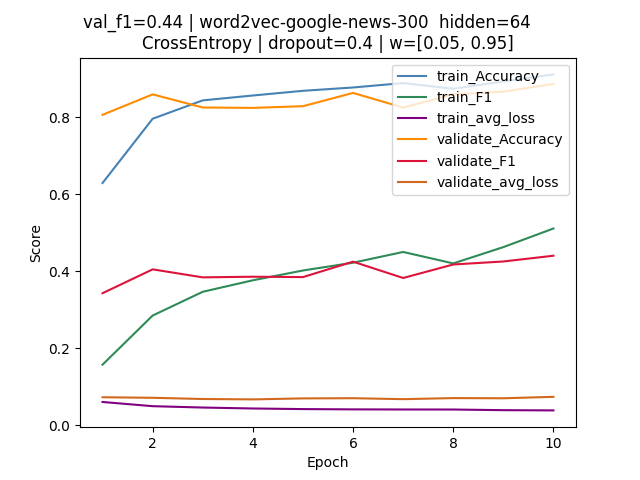 val_f1=0.44 | word2vec-google-news-300  hidden=64
CrossEntropy | dropout=0.4 | w=[0.05, 0.95]
train_Accuracy
train_F1
train_avg_loss
validate_Accuracy
validate_F1
validate_avg_loss
Score
0.8
0.6
0.4
0.2
0.0
2
4
6
8
10
Epoch